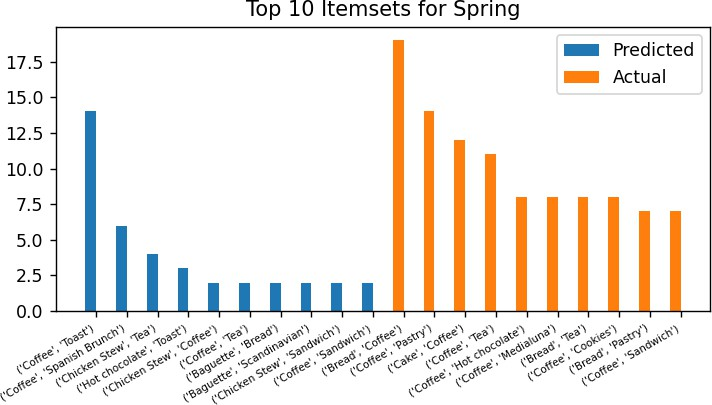 Top 10 Itemsets for Spring
Predicted
Actual
17.5
15.0
12.5
10.0
7.5
5.0
2.5
0.0
('Coffee', 'Toast')
('Coffee', 'Spanish Brunch')
('Chicken Stew', 'Tea')
('Hot chocolate', 'Toast')
('Chicken Stew', 'Coffee')
('Coffee', 'Tea')
('Baguette', 'Bread')
('Baguette', 'Scandinavian')
('Chicken Stew', 'Sandwich')
('Coffee', 'Sandwich')
('Bread', 'Coffee')
('Coffee', 'Pastry')
('Cake', 'Coffee')
('Coffee', 'Tea')
('Coffee', 'Hot chocolate')
('Coffee', 'Medialuna')
('Bread', 'Tea')
('Coffee', 'Cookies')
('Bread', 'Pastry')
('Coffee', 'Sandwich')